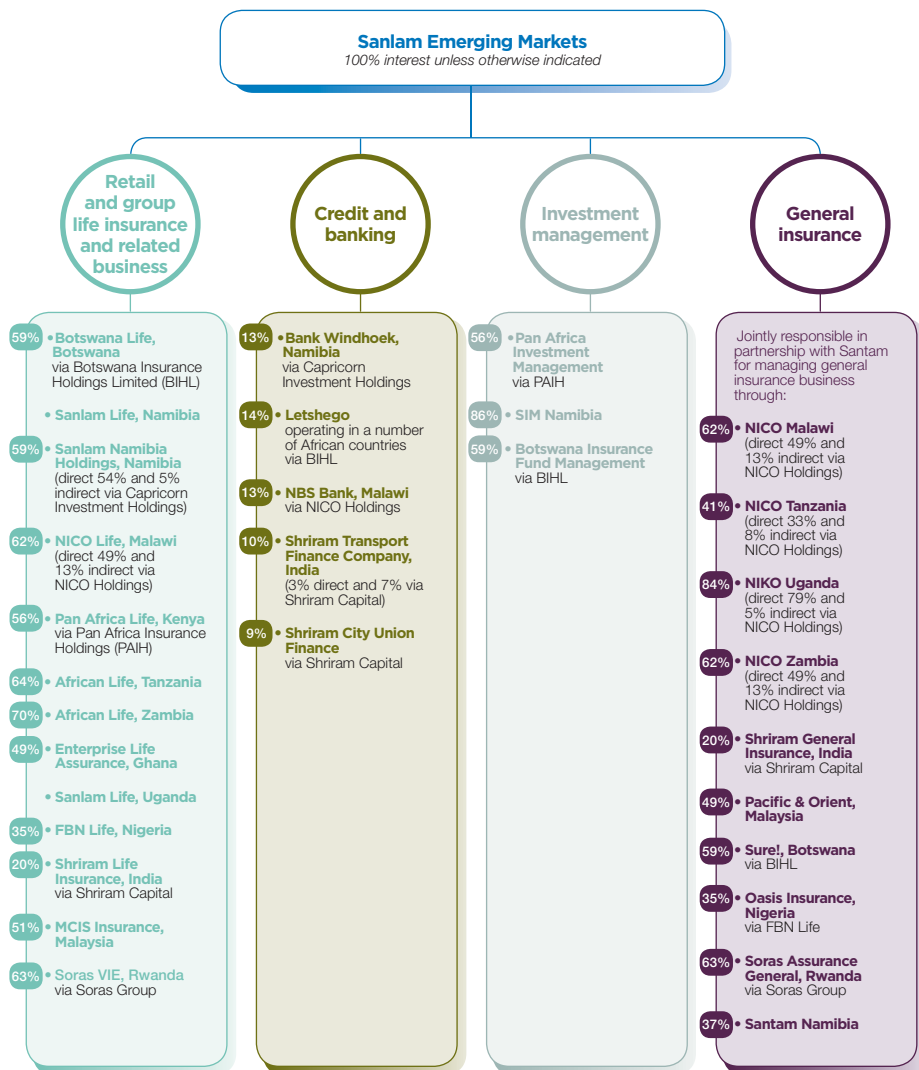 Sanlam Emerging Markets
100% interest unless otherwise indicated
Retail
and group
life insurance
and related
business
59% • Botswana Life,
Botswana
via Botswana Insurance
Holdings Limited (BIHL)
• Sanlam Life, Namibia
59% • Sanlam Namibia
Holdings, Namibia
(direct 54% and 5%
indirect via Capricorn
Investment Holdings)
62% • NICO Life, Malawi
(direct 49% and
13% indirect via
NICO Holdings)
56% • Pan Africa Life, Kenya
via Pan Africa Insurance
Holdings (PAIH)
64% • African Life, Tanzania
70% • African Life, Zambia
49% • Enterprise Life
Assurance, Ghana
• Sanlam Life, Uganda
35% • FBN Life, Nigeria
20% • Shriram Life
Insurance, India
via Shriram Capital
51% • MCIS Insurance,
Malaysia
63% • Soras VIE, Rwanda
via Soras Group
Credit and
banking
13% • Bank Windhoek,
Namibia
via Capricorn
Investment Holdings
14% • Letshego
operating in a number
of African countries
via BIHL
13% • NBS Bank, Malawi
via NICO Holdings
10% • Shriram Transport
Finance Company,
India
(3% direct and 7% via
Shriram Capital)
9% • Shriram City Union
Finance
via Shriram Capital
Investment
management
56% • Pan Africa
Investment
Management
via PAIH
86% • SIM Namibia
59% • Botswana Insurance
Fund Management
via BIHL
General
insurance
Jointly responsible in
partnership with Santam
for managing general
insurance business
through:
62% • NICO Malawi
(direct 49% and
13% indirect via
NICO Holdings)
41% • NICO Tanzania
(direct 33% and
8% indirect via
NICO Holdings)
84% • NIKO Uganda
(direct 79% and
5% indirect via
NICO Holdings)
62% • NICO Zambia
(direct 49% and
13% indirect via
NICO Holdings)
20% • Shriram General
Insurance, India
via Shriram Capital
49% • Pacific & Orient,
Malaysia
59% • Sure!, Botswana
via BIHL
35% • Oasis Insurance,
Nigeria
via FBN Life
63% • Soras Assurance
General, Rwanda
via Soras Group
37% • Santam Namibia